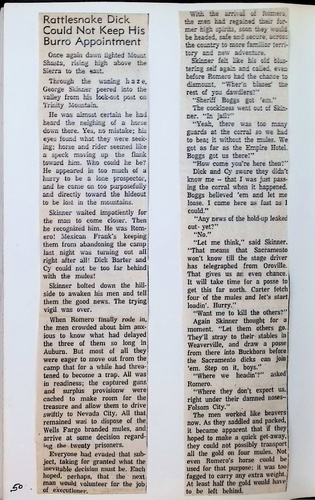 Rattlesnake Dick
Could Not Keep His
Burro Appointment
Once again dawn lighted Mount
Shasta, rising high above the
Sierra to the east.
Through the waning haze,
George Skinner peered into the
valley from his look-out post on
Trinity Mountain.
He was almost certain he had
heard the neighing of a horse
down there. Yes, no mistake; his
eyes found what they were seek-
ing: horse and rider seemed like
a speck moving up the flank
toward him. Who could he be?
He appeared in too much of a
hurry to be a lone prospector,
and he came on too purposefully
and directly toward the hideout
to be lost in the mountains.
Skinner waited impatiently for
the man to come closer. Then
he recognized him. He was Rom-
ero! Mexican Frank's keeping
them from abandoning the camp
last night was turning out all
right after all! Dick Barter and
Cy could not be too far behind
with the mules!
Skinner bolted down the hill-
side to awaken his men and tell
them the good news. The trying
vigil was over.
When Romero finally rode in,
the men crowded about him anx-
ious to know what had delayed
the three of them so long in
Auburn. But most of all they
were eager to move out from the
camp that for a while had threa-
tened to become a trap. All was
in readiness; the captured guns
and surplus provisions were
cached to make room for the
treasure and allow them to drive
swiftly to Nevada City. All that
remained was to dispose of the
Wells Fargo branded mules, and
arrive at some decision regard-
ing the twenty prisoners.
Everyone had evaded that sub-
ject, taking for granted what the
inevitable decision must be. Each
hoped, perhaps, that the next
man would volunteer for the job
of executioner.
50
With the arrival of Romero,
the men had regained their for-
mer high spirits, soon they would
be headed, safe and secure, across
the country to more familiar terri-
tory and new adventure.
Skinner felt like his old blus-
tering self again and called, even
before Romero had the chance to
dismount, "Wher'n blazes' the
rest of you dawdlers?"
"Sheriff Boggs got 'em."
The cockiness went out of Skin-
ner. "In jail?"
"Yeah, there was too many
guards at the corral so we had
to beat it without the mules. We
got as far as the Empire Hotel.
Boggs got us there!"
"How come you're here then?"
Dick and Cy swore they didn't
know me — that I was just pass-
ing the corral when it happened.
Boggs believed 'em and let me
loose. I come here as fast as I
could."
"Any news of the hold-up leaked
out- yet?"
"No."
"Let me think," said Skinner.
"That means that Sacramento
won't know till the stage driver
has telegraphed from Oroville.
That gives us an even chance.
It will take time for a posse to
get this far north. Carter fetch
four of the mules and let's start
loadin'. Hurry."
"Want me to kill the others?"
Again Skinner thought for a
moment, "Let them others go.
They'll stray to their stables in
Weaverville, and draw a posse
from there into Buckhorn before
the Sacramento dicks can join
'em. Step on it, boys."
"Where we headin'?" asked
Romero.
"Where they don't expect us,
right under their damned noses—
Folsom City."
The men worked like beavers
now. As they saddled and packed,
it became apparent that if they
hoped to make a quick get-away,
they could not possibly transport
all the gold on four mules. Not
even Romero's horse could be
used for that purpose; it was too
fagged to carry any extra weight.
At least half the gold would have
to be left behind.